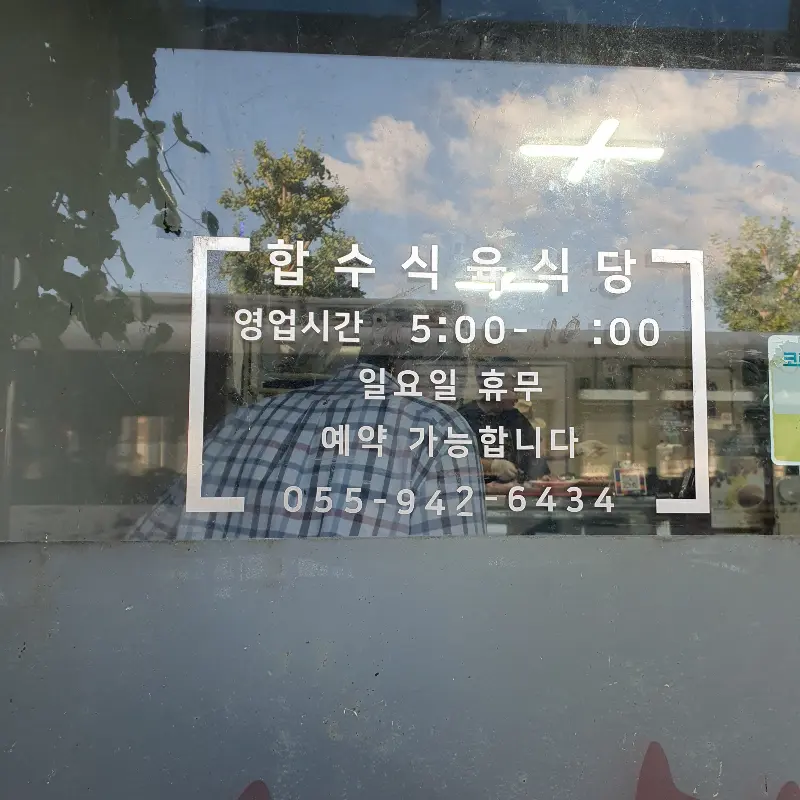 합수식육식당
영업시간 5:00- :00
일요일 휴무
예약 가능합니다
055-942-6434